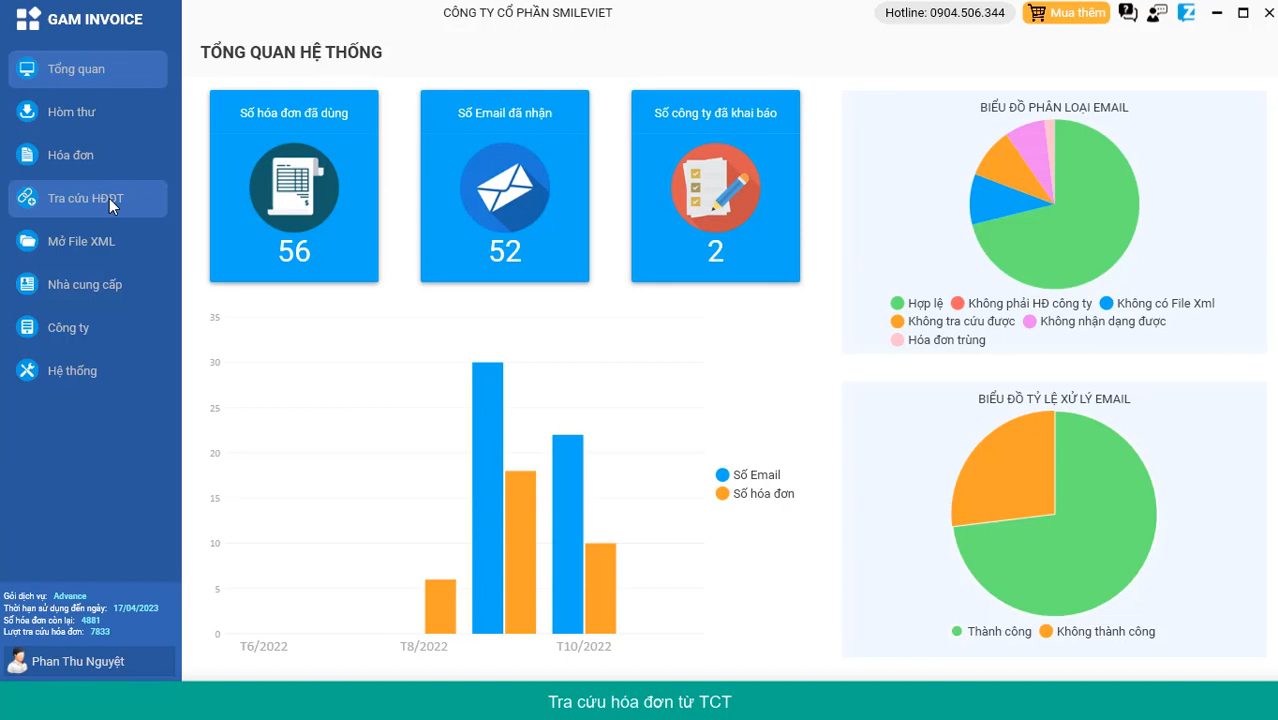 GAM INVOICE
CÔNG TY CỔ PHẦN SMILEVIET
Hotline: 0904.506.344
Mua thêm
Tổng quan
Hòm thư
Hóa đơn
Tra cứu HĐĐT
Mở File XML
Nhà cung cấp
Công ty
Hệ thống
Gói dịch vụ: Advance
Thời hạn sử dụng đến ngày: 17/04/2023
Số hóa đơn còn lại: 4881
Lượt tra cứu hóa đơn: 7833
Phan Thu Nguyệt
TỔNG QUAN HỆ THỐNG
Số hóa đơn đã dùng
56
Số Email đã nhận
52
Số công ty đã khai báo
2
35
30
25
20
15
10
5
0
T6/2022 T8/2022 T10/2022
Số Email
Số hóa đơn
BIỂU ĐỒ PHÂN LOẠI EMAIL
Hợp lệ Không phải HĐ công ty Không có File Xml
Không tra cứu được Không nhận dạng được
Hóa đơn trùng
BIỂU ĐỒ TỶ LỆ XỬ LÝ EMAIL
Thành công Không thành công
Tra cứu hóa đơn từ TCT